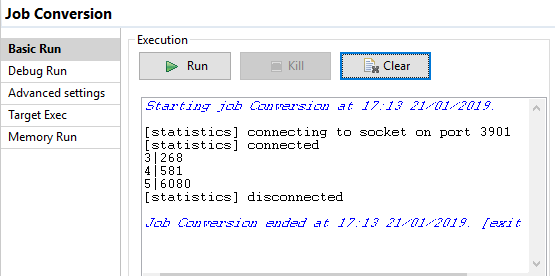 Job Conversion
Basic Run
Debug Run
Advanced settings
Target Exec
Memory Run
Execution
Run
Kill
Clear
Starting job Conversion at 17:13 21/01/2019.
[statistics] connecting to socket on port 3901
[statistics] connected
3|268
4|581
5|6080
[statistics] disconnected
Job Conversion ended at 17:13 21/01/2019. [exit